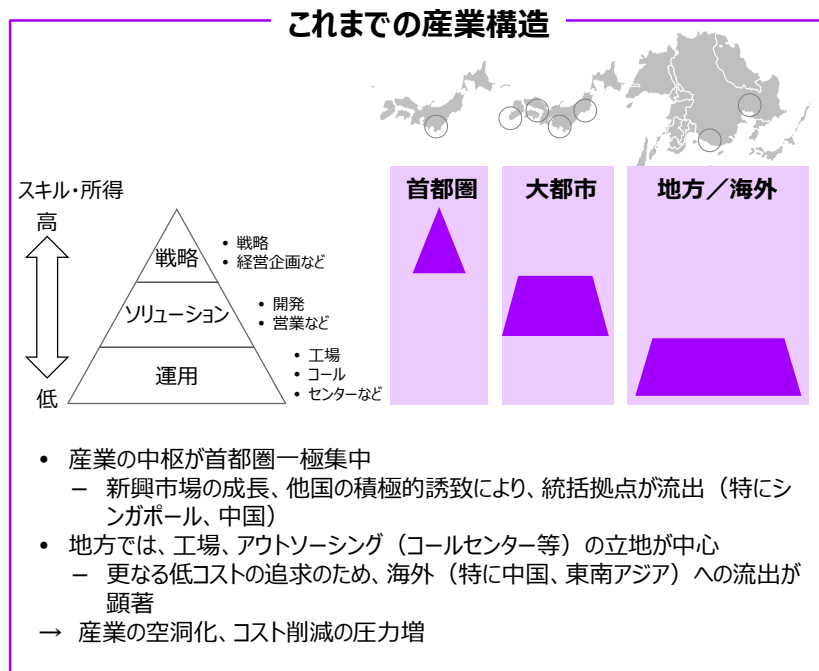 これまでの産業構造
首都圏
大都市
地方／海外
スキル・所得
高
低
戦略
• 戦略
• 経営企画など
ソリューション
• 開発
• 営業など
運用
• 工場
• コール
• センターなど
• 産業の中枢が首都圏一極集中
－ 新興市場の成長、他国の積極的誘致により、統括拠点が流出（特にシ
ンガポール、中国）
• 地方では、工場、アウトソーシング（コールセンター等）の立地が中心
－ 更なる低コストの追求のため、海外（特に中国、東南アジア）への流出が
顕著
→ 産業の空洞化、コスト削減の圧力増